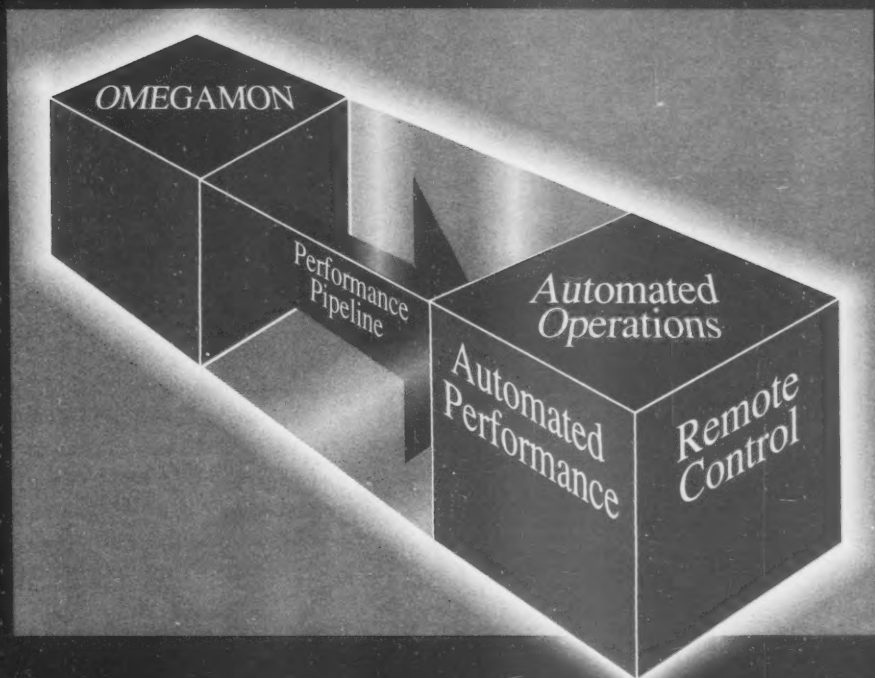 OMEGAMON
Performance
Pipeline
Automated
Operations
Automated
Performance
Remote
Control